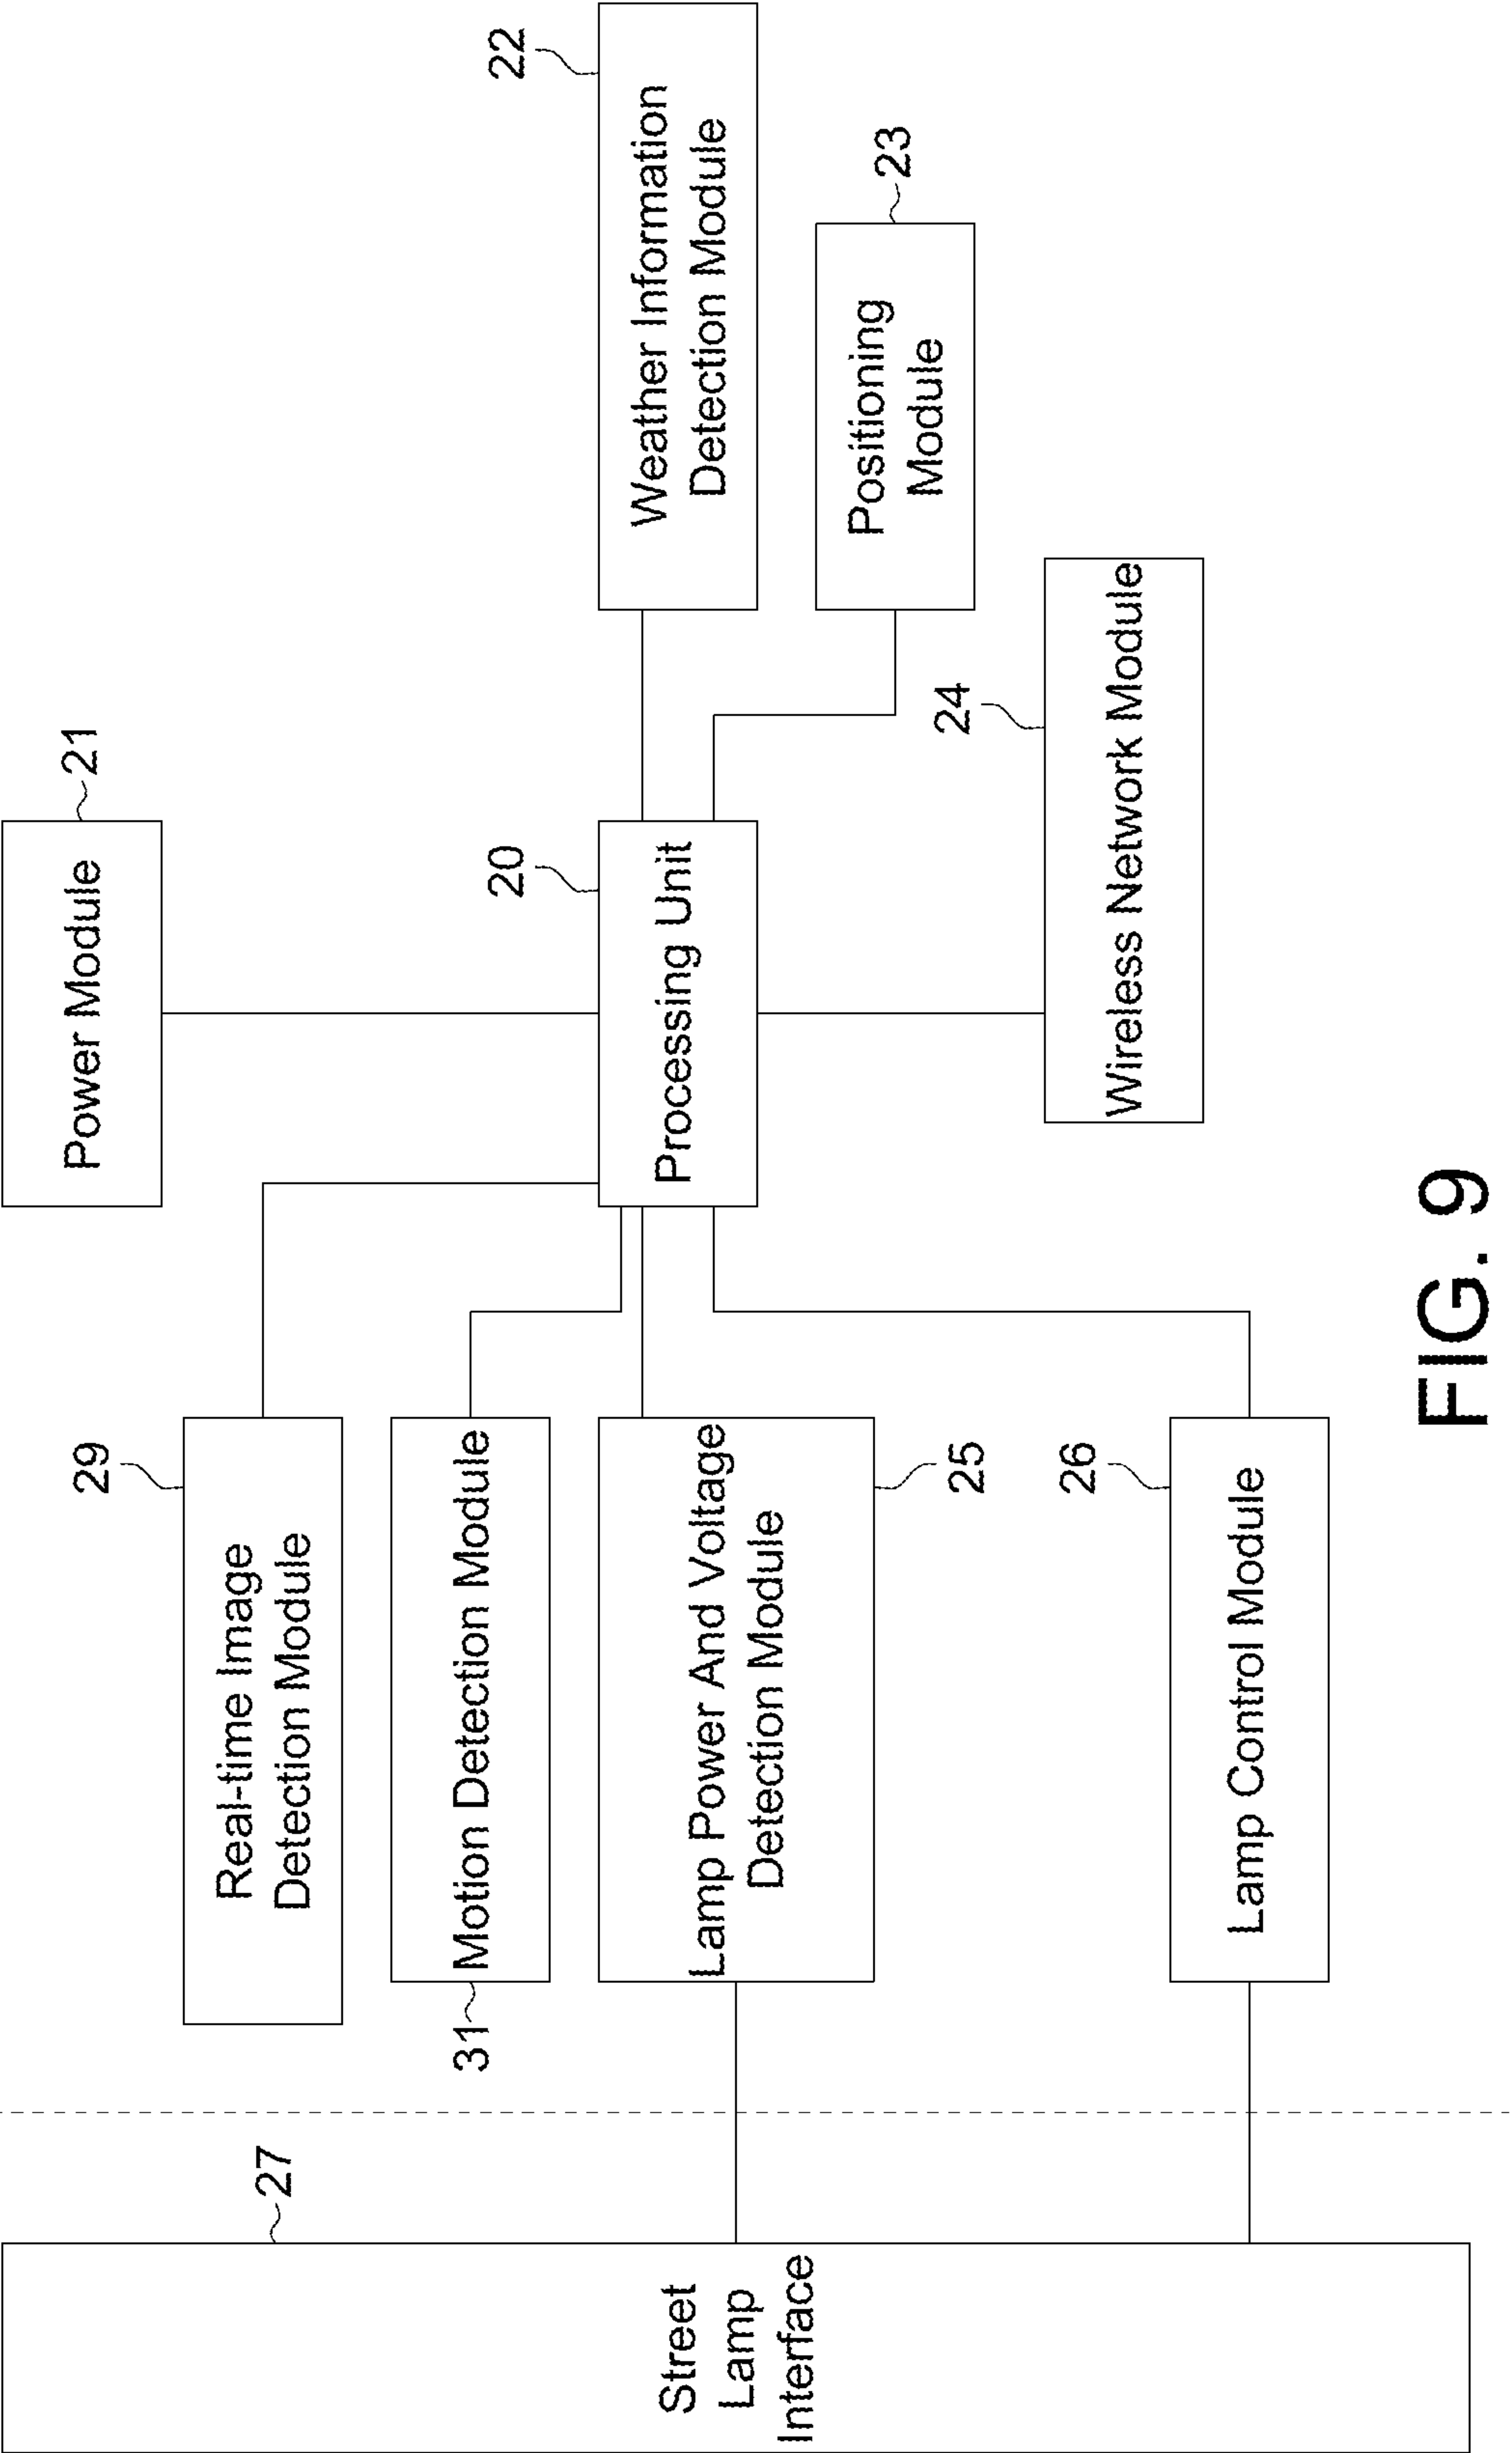 21
Power Module
29
Real-time Image
Detection Module
27
Street
Lamp
Interface
31
Motion Detection Module
20
Processing Unit
22
Weather Information
Detection Module
Lamp Power And Voltage
Detection Module
25
23
Positioning
Module
24
Wireless Network Module
26
Lamp Control Module
FIG. 9